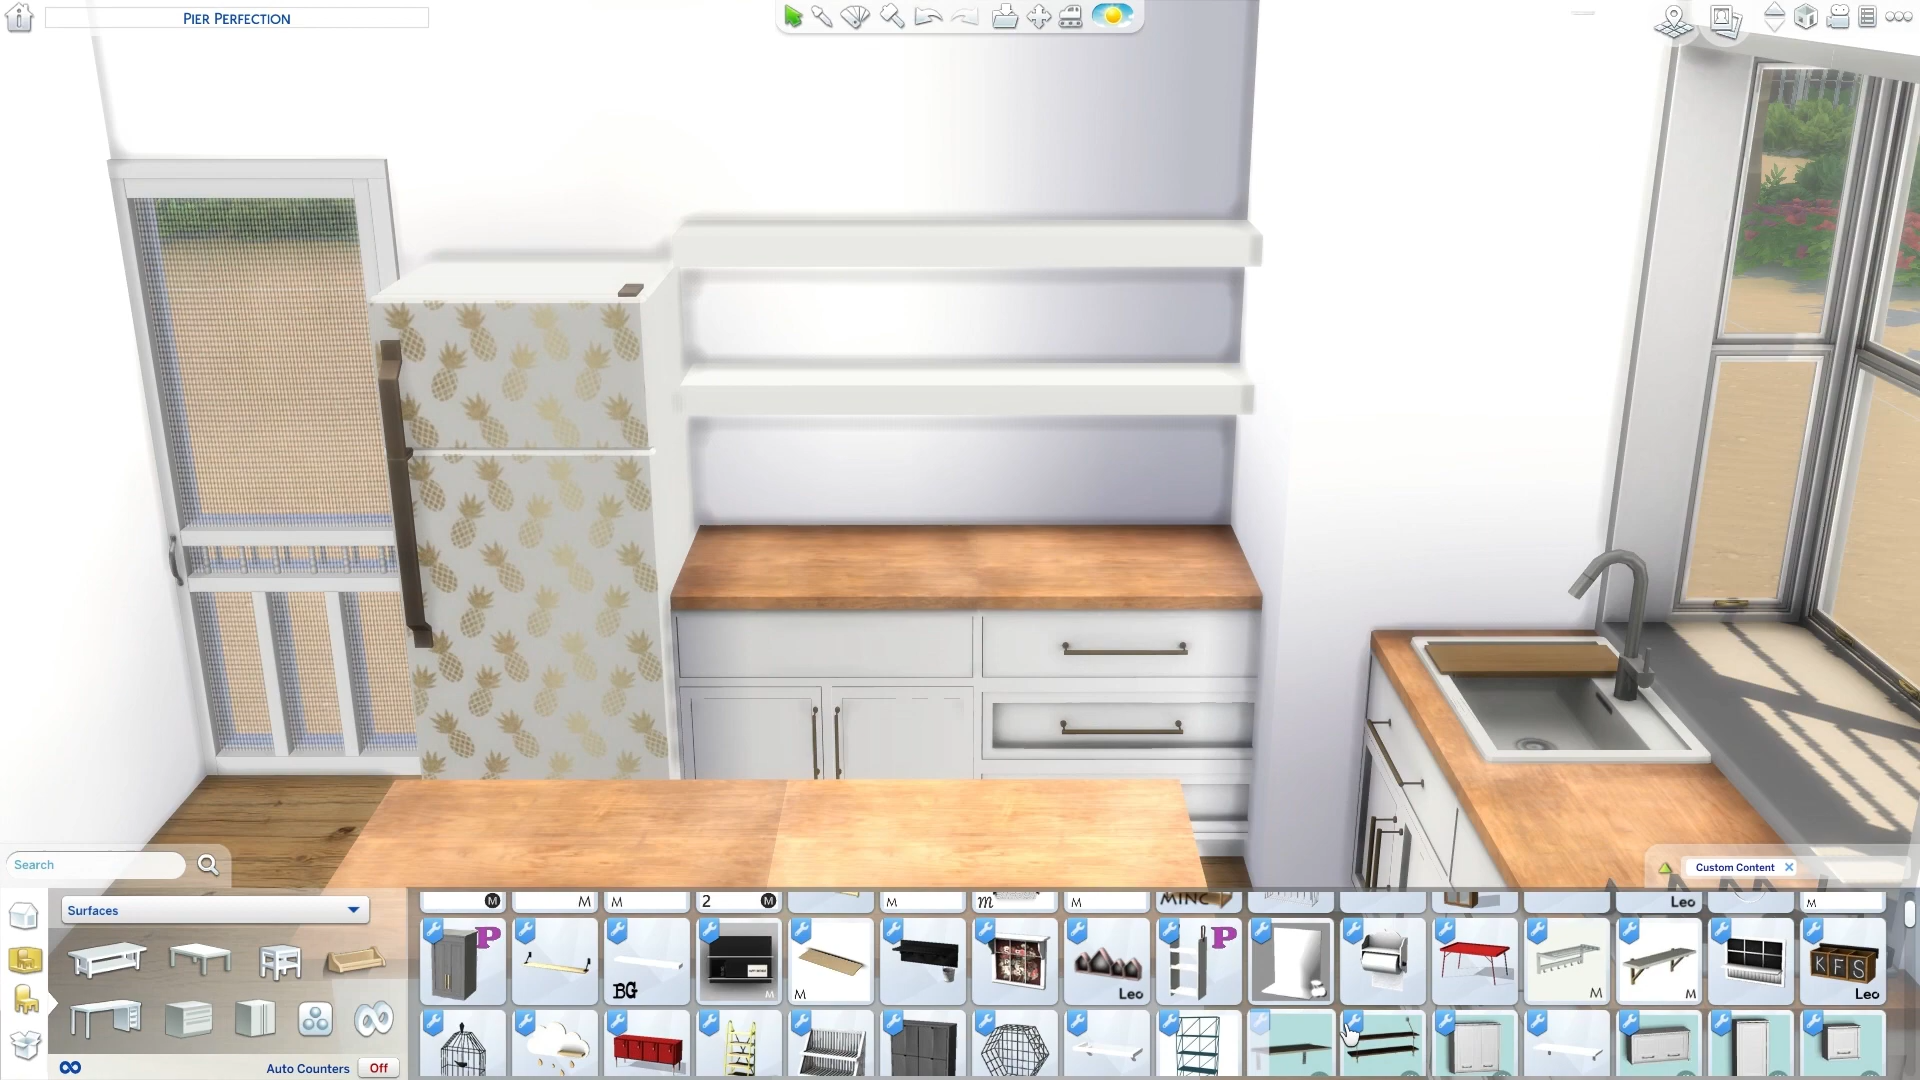 PIER PERFECTION
Search
Custom Content
Surfaces
M
M
M
2
M
M
m
M
MINC
Leo
M
P
BG
M
M
Leo
P
M
M
KFS
Leo
Auto Counters
Off